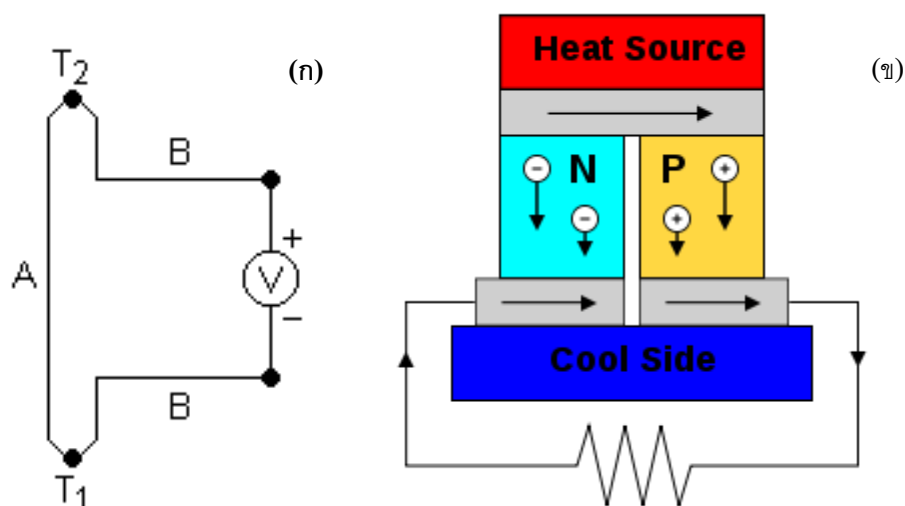 T2
(ก)
B
A
+
V
−
B
T1
(ข)
Heat Source
N
P
− +
− +
Cool Side